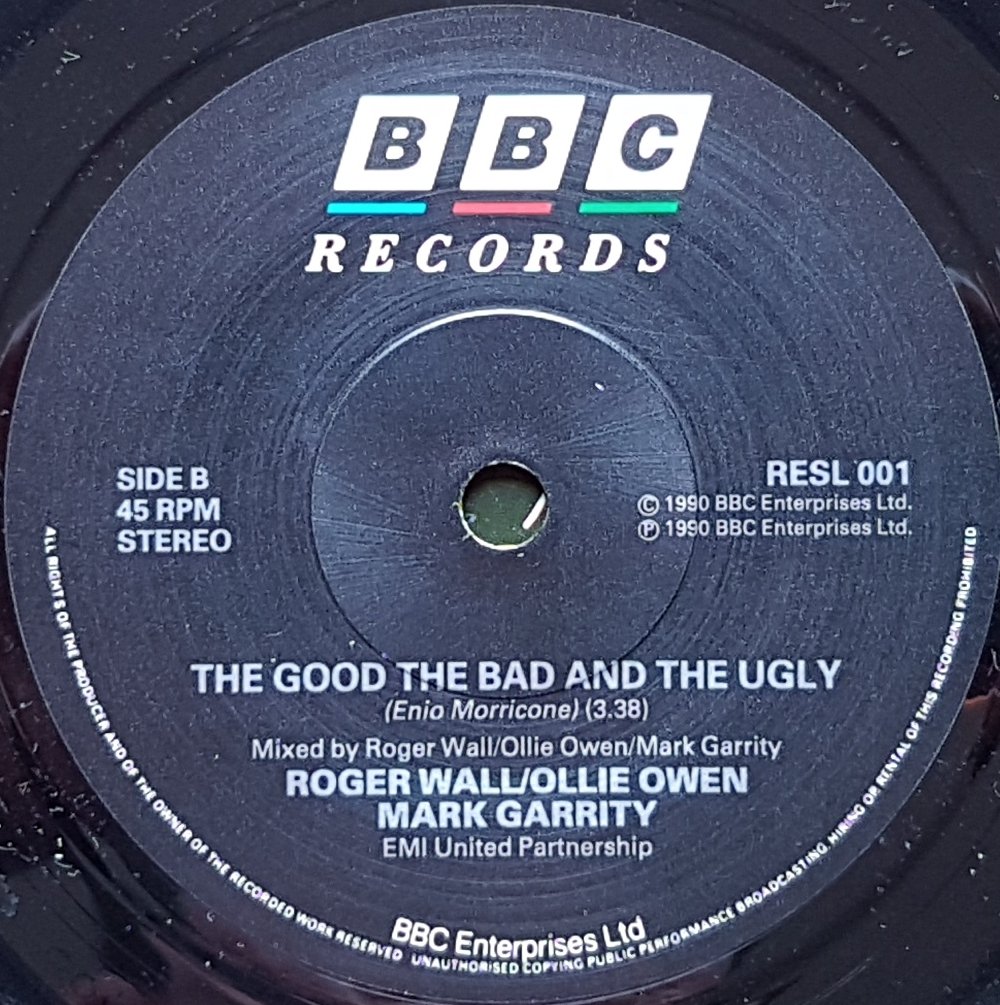 BBC
RECORDS
SIDE B
45 RPM
STEREO
RESL 001
© 1990 BBC Enterprises Ltd.
℗ 1990 BBC Enterprises Ltd.
THE GOOD THE BAD AND THE UGLY
(Enio Morricone) (3.38)
Mixed by Roger Wall/Ollie Owen/Mark Garrity
ROGER WALL/OLLIE OWEN
MARK GARRITY
EMI United Partnership
BBC Enterprises Ltd
ALL RIGHTS OF THE PRODUCER AND OF THE OWNER OF THE RECORDED WORK RESERVED UNAUTHORISED COPYING PUBLIC PERFORMANCE BROADCASTING HIRING OR RENTAL OF THIS RECORDING PROHIBITED